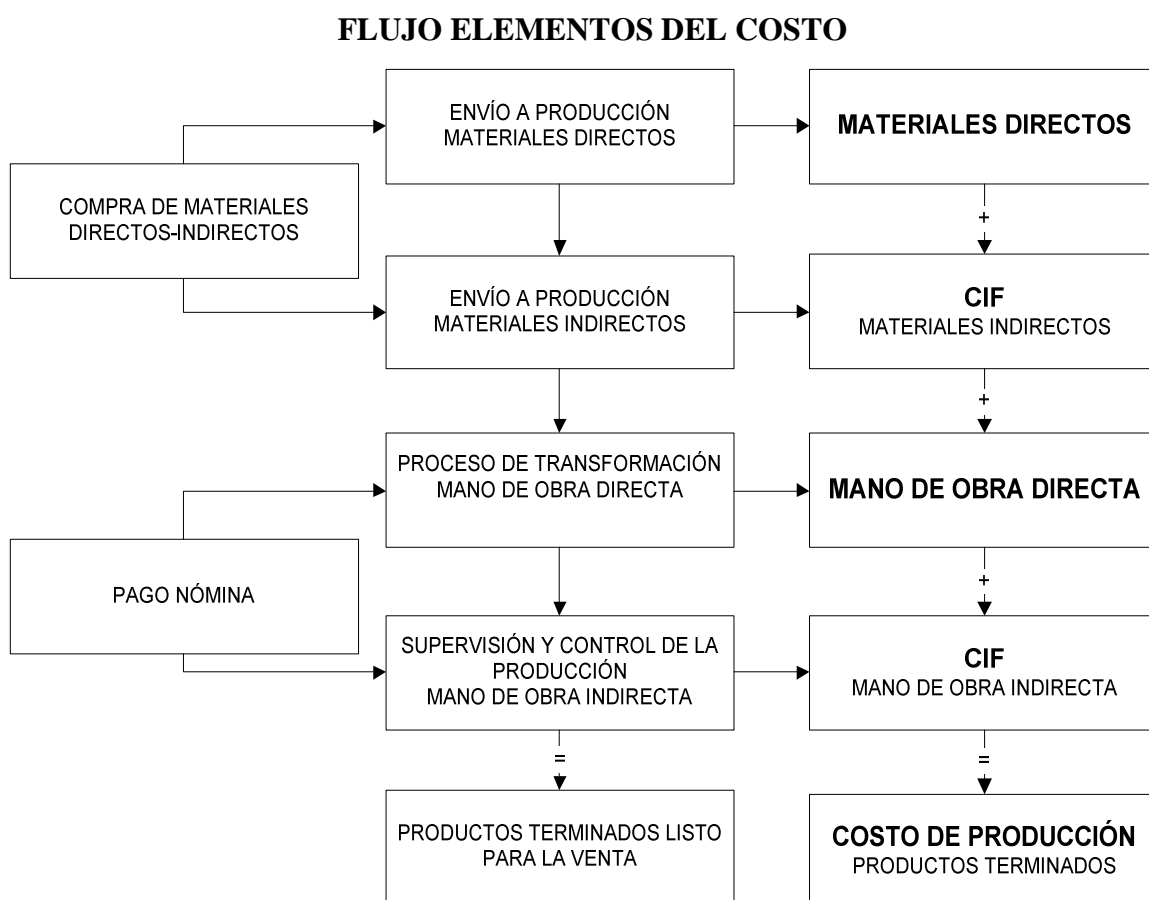 FLUJO ELEMENTOS DEL COSTO
ENVÍO A PRODUCCIÓN
MATERIALES DIRECTOS
MATERIALES DIRECTOS
COMPRA DE MATERIALES
DIRECTOS-INDIRECTOS
+
ENVÍO A PRODUCCIÓN
MATERIALES INDIRECTOS
CIF
MATERIALES INDIRECTOS
+
PROCESO DE TRANSFORMACIÓN
MANO DE OBRA DIRECTA
MANO DE OBRA DIRECTA
PAGO NÓMINA
+
SUPERVISIÓN Y CONTROL DE LA
PRODUCCIÓN
MANO DE OBRA INDIRECTA
CIF
MANO DE OBRA INDIRECTA
=
=
PRODUCTOS TERMINADOS LISTO
PARA LA VENTA
COSTO DE PRODUCCIÓN
PRODUCTOS TERMINADOS